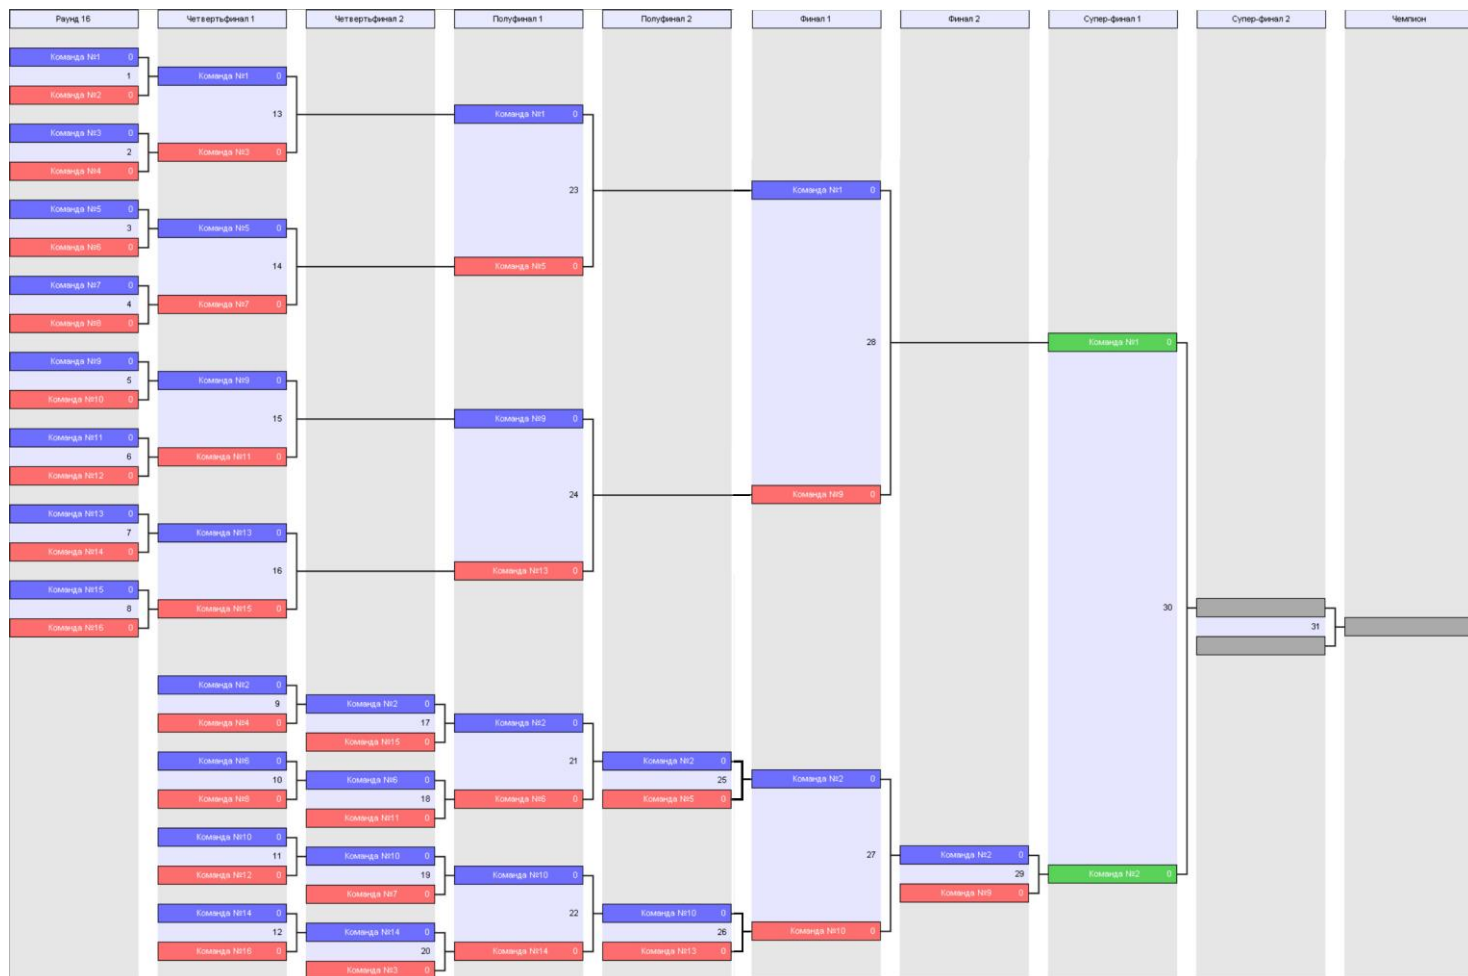 Раунд 16
Четвертьфинал 1
Четвертьфинал 2
Полуфинал 1
Полуфинал 2
Финал 1
Финал 2
Супер-финал 1
Супер-финал 2
Чемпион
Команда №1 0
1
Команда №2 0
Команда №3 0
2
Команда №4 0
Команда №5 0
3
Команда №6 0
Команда №7 0
4
Команда №8 0
Команда №9 0
5
Команда №10 0
Команда №11 0
6
Команда №12 0
Команда №13 0
7
Команда №14 0
Команда №15 0
8
Команда №16 0
Команда №1 0
13
Команда №3 0
Команда №5 0
14
Команда №7 0
Команда №9 0
15
Команда №11 0
Команда №13 0
16
Команда №15 0
Команда №2 0
9
Команда №4 0
Команда №6 0
10
Команда №8 0
Команда №10 0
11
Команда №12 0
Команда №14 0
12
Команда №16 0
Команда №2 0
17
Команда №15 0
Команда №6 0
18
Команда №11 0
Команда №10 0
19
Команда №7 0
Команда №14 0
20
Команда №3 0
Команда №1 0
23
Команда №5 0
Команда №9 0
24
Команда №13 0
Команда №2 0
21
Команда №6 0
Команда №10 0
22
Команда №14 0
Команда №2 0
25
Команда №5 0
Команда №10 0
26
Команда №13 0
Команда №1 0
28
Команда №9 0
Команда №2 0
27
Команда №10 0
Команда №2 0
29
Команда №9 0
Команда №1 0
30
Команда №2 0
31